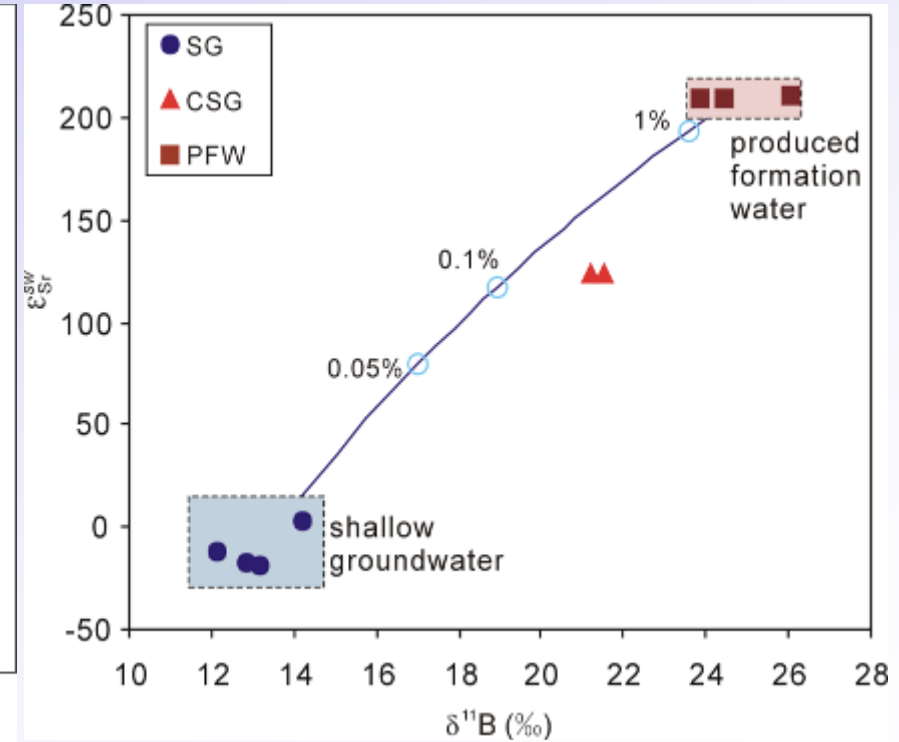 250
200
150
100
50
0
-50
ε^SW_Sr
SG
CSG
PFW
1%
0.1%
0.05%
produced
formation
water
shallow
groundwater
10 12 14 16 18 20 22 24 26 28
δ¹¹B (‰)